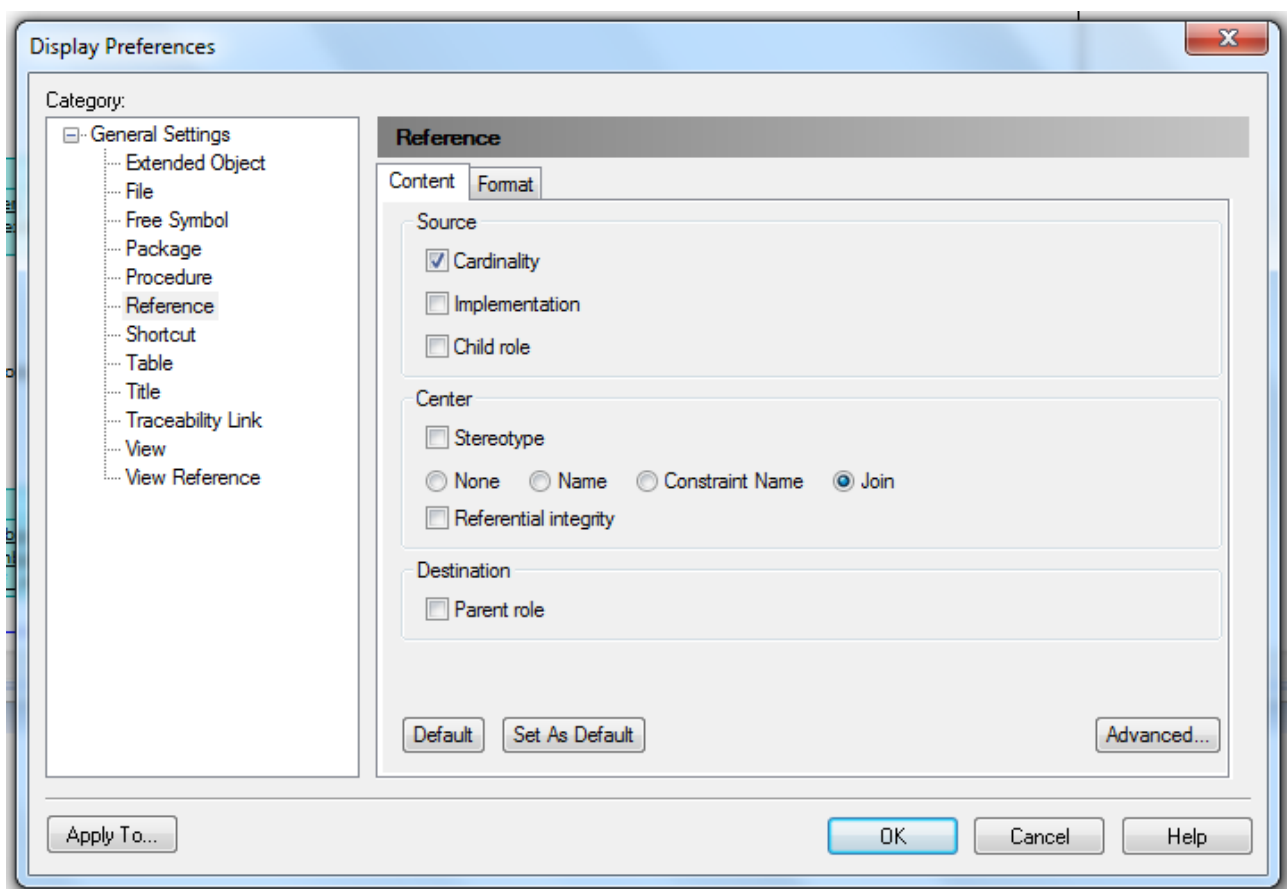 Display Preferences
Category:
General Settings
Extended Object
File
Free Symbol
Package
Procedure
Reference
Shortcut
Table
Title
Traceability Link
View
View Reference
Reference
Content Format
Source
Cardinality
Implementation
Child role
Center
Stereotype
None Name Constraint Name Join
Referential integrity
Destination
Parent role
Default Set As Default Advanced...
Apply To... OK Cancel Help